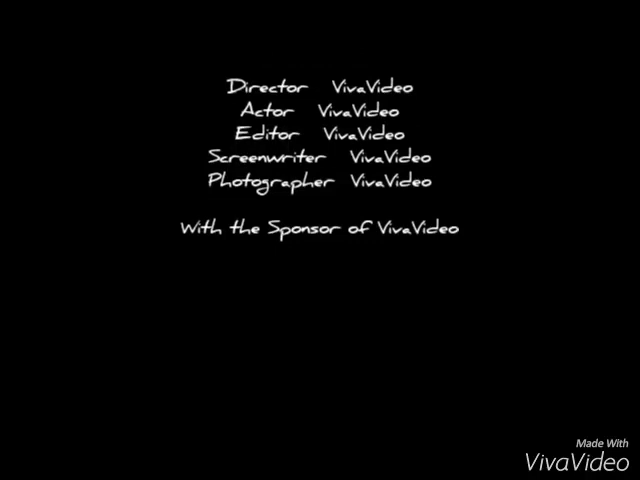 Director VivaVideo
Actor VivaVideo
Editor VivaVideo
Screenwriter VivaVideo
Photographer VivaVideo
With the Sponsor of VivaVideo
Made With
VivaVideo